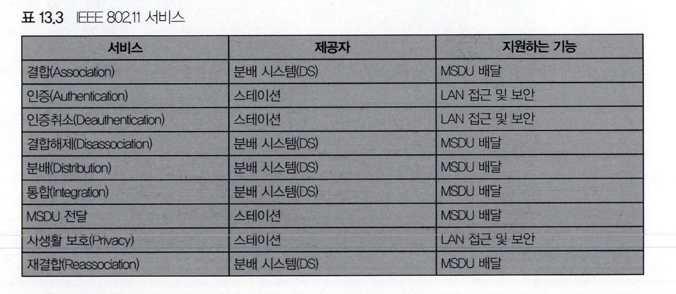 표 13.3 IEEE 802.11 서비스
서비스 제공자 지원하는 기능
결합(Association) 분배 시스템(DS) MSDU 배달
인증(Authentication) 스테이션 LAN 접근 및 보안
인증취소(Deauthentication) 스테이션 LAN 접근 및 보안
결합해제(Disassociation) 분배 시스템(DS) MSDU 배달
분배(Distribution) 분배 시스템(DS) MSDU 배달
통합(Integration) 분배 시스템(DS) MSDU 배달
MSDU 전달 스테이션 MSDU 배달
사생활 보호(Privacy) 스테이션 LAN 접근 및 보안
재결합(Reassociation) 분배 시스템(DS) MSDU 배달